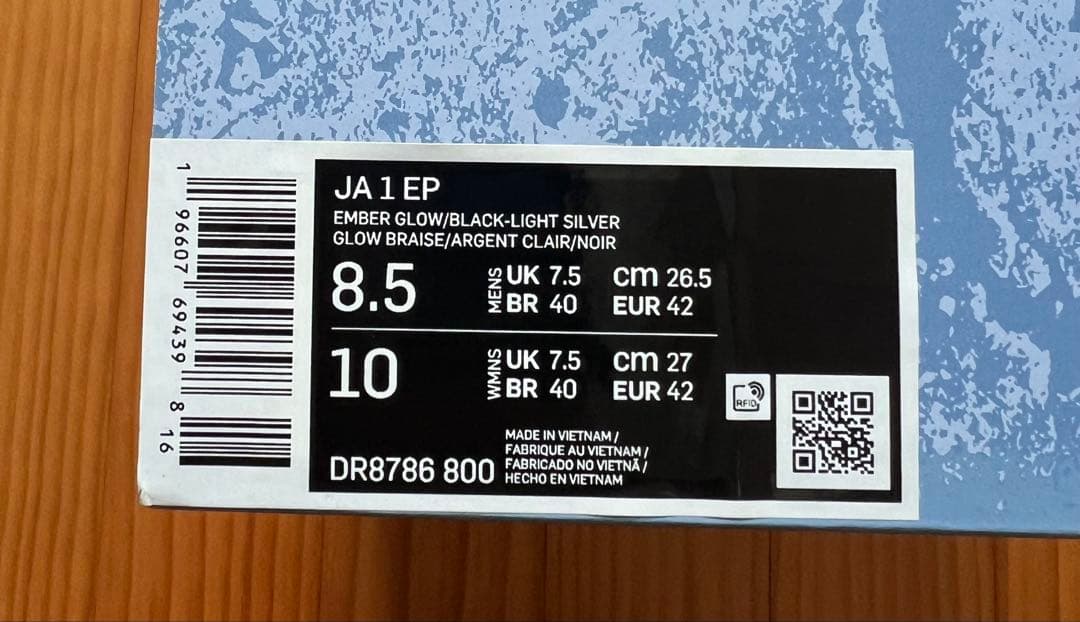 1 96607 69439 8 16
JA 1 EP
EMBER GLOW/BLACK-LIGHT SILVER
GLOW BRAISE/ARGENT CLAIR/NOIR
8.5 MENS UK 7.5 cm 26.5
BR 40 EUR 42
10 WMNS UK 7.5 cm 27
BR 40 EUR 42
RFID
DR8786 800
MADE IN VIETNAM /
FABRIQUE AU VIETNAM /
FABRICADO NO VIETNÃ /
HECHO EN VIETNAM